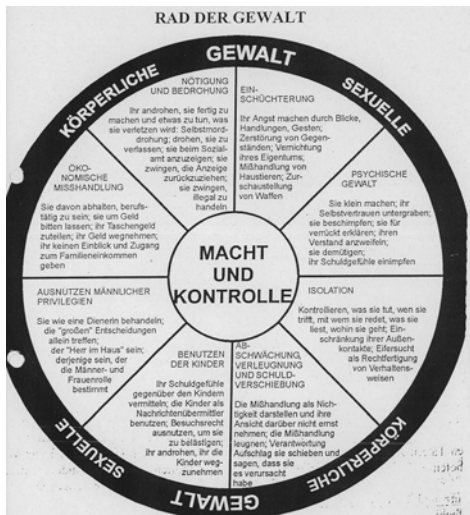 RAD DER GEWALT
KÖRPERLICHE
GEWALT
SEXUELLE
NÖTIGUNG
UND BEDROHUNG
Ihr androhen, sie fertig zu
machen und etwas zu tun, was
sie verletzen wird: Selbstmord-
drohung; drohen, sie zu
verlassen; sie beim Sozial-
amt anzuzeigen; sie
zwingen, die Anzeige
zurückzuziehen;
sie zwingen,
illegal zu
handeln
EIN-
SCHÜCHTERUNG
Ihr Angst machen durch Blicke,
Handlungen, Gesten;
Zerstörung von Gegen-
ständen; Vernichtung
ihres Eigentums;
Mißhandlung von
Haustieren; Zur-
schaustellung
von Waffen
PSYCHISCHE
GEWALT
Sie klein machen; ihr
Selbstvertrauen untergraben;
sie beschimpfen; sie für
verrückt erklären; ihren
Verstand anzweifeln;
sie demütigen;
ihr Schuldgefühle einimpfen
ISOLATION
Kontrollieren, was sie tut, wen sie
trifft, mit wem sie redet, was sie
liest, wohin sie geht; Ein-
schränkung ihrer Außen-
kontakte; Eifersucht
als Rechtfertigung
von Verhaltens-
weisen
AB-
SCHWÄCHUNG,
VERLEUGNUNG
UND SCHULD-
VERSCHIEBUNG
Die Mißhandlung als Nich-
tigkeit darstellen und ihre
Ansicht darüber nicht ernst
nehmen; die Mißhandlung
leugnen; Verantwortung
Aufschlag sie schieben und
sagen, dass sie
es verursacht
habe
BENUTZEN
DER KINDER
Ihr Schuldgefühle
gegenüber den Kindern
vermitteln; die Kinder als
Nachrichtenübermittler
benutzen; Besuchsrecht
ausnutzen, um sie
zu belästigen;
ihr androhen, ihr die
Kinder weg-
zunehmen
AUSNUTZEN MÄNNLICHER
PRIVILEGIEN
Sie wie eine Dienerin behandeln;
die "großen" Entscheidungen
allein treffen;
der "Herr im Haus" sein;
derjenige sein, der
die Männer- und
Frauenrolle
bestimmt
ÖKO-
NOMISCHE
MISSHANDLUNG
Sie davon abhalten, berufs-
tätig zu sein; sie um Geld
bitten lassen; ihr Taschengeld
zuteilen; ihr Geld wegnehmen;
ihr keinen Einblick und Zugang
zum Familieneinkommen
geben
MACHT
UND
KONTROLLE
SEXUELLE
GEWALT
KÖRPERLICHE